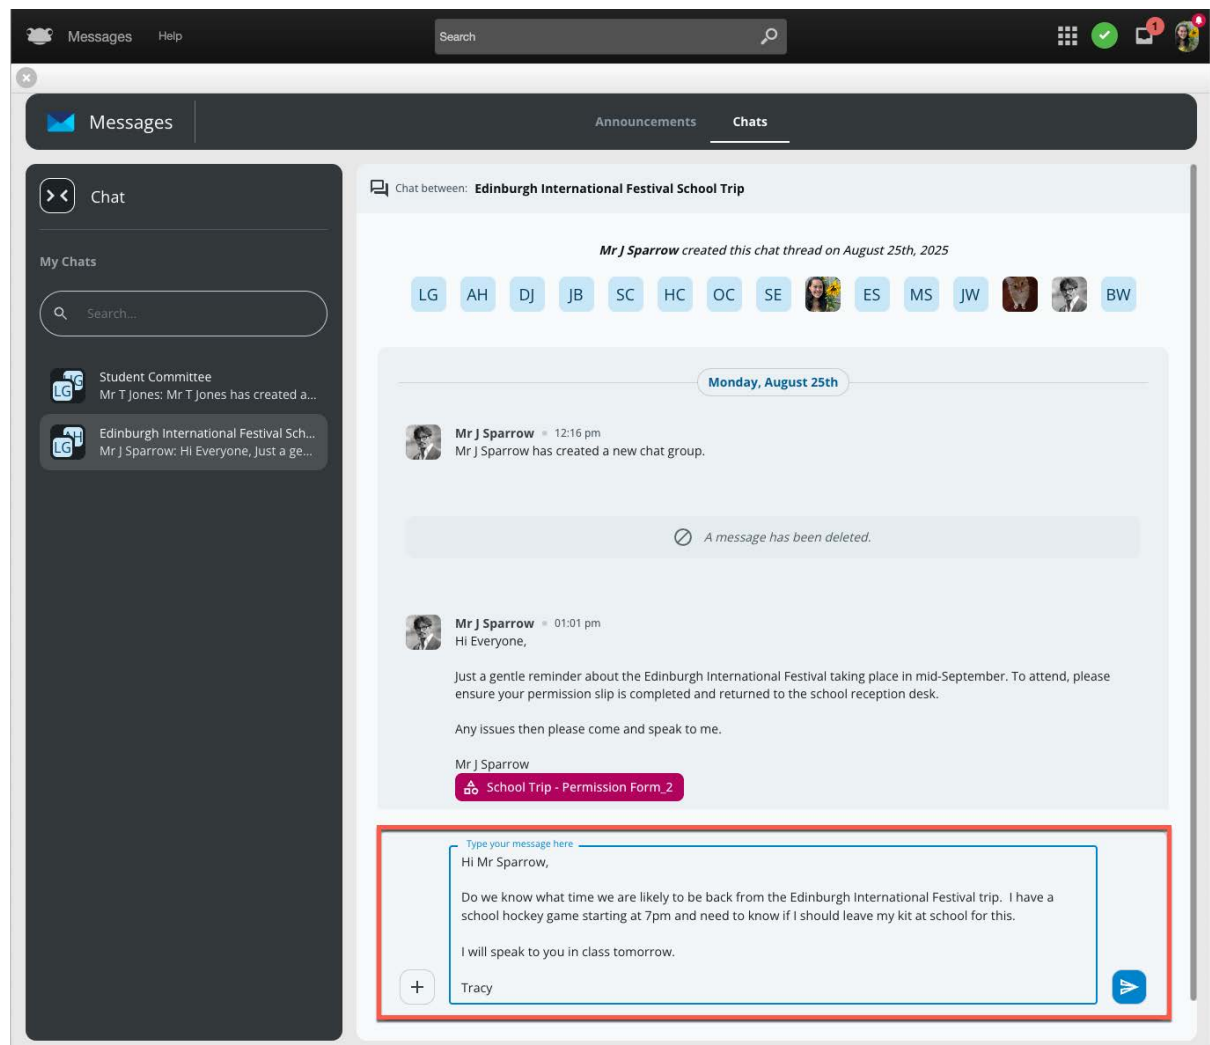 Messages Help Search 1
Messages Announcements Chats
Chat
My Chats
Search...
LG
Student Committee
Mr T Jones: Mr T Jones has created a...
LG
Edinburgh International Festival Sch...
Mr J Sparrow: Hi Everyone, Just a ge...
Chat between: Edinburgh International Festival School Trip
Mr J Sparrow created this chat thread on August 25th, 2025
LG AH DJ JB SC HC OC SE ES MS JW BW
Monday, August 25th
Mr J Sparrow 12:16 pm
Mr J Sparrow has created a new chat group.
A message has been deleted.
Mr J Sparrow 01:01 pm
Hi Everyone,
Just a gentle reminder about the Edinburgh International Festival taking place in mid-September. To attend, please
ensure your permission slip is completed and returned to the school reception desk.
Any issues then please come and speak to me.
Mr J Sparrow
School Trip - Permission Form_2
Type your message here
Hi Mr Sparrow,
Do we know what time we are likely to be back from the Edinburgh International Festival trip. I have a
school hockey game starting at 7pm and need to know if I should leave my kit at school for this.
I will speak to you in class tomorrow.
Tracy